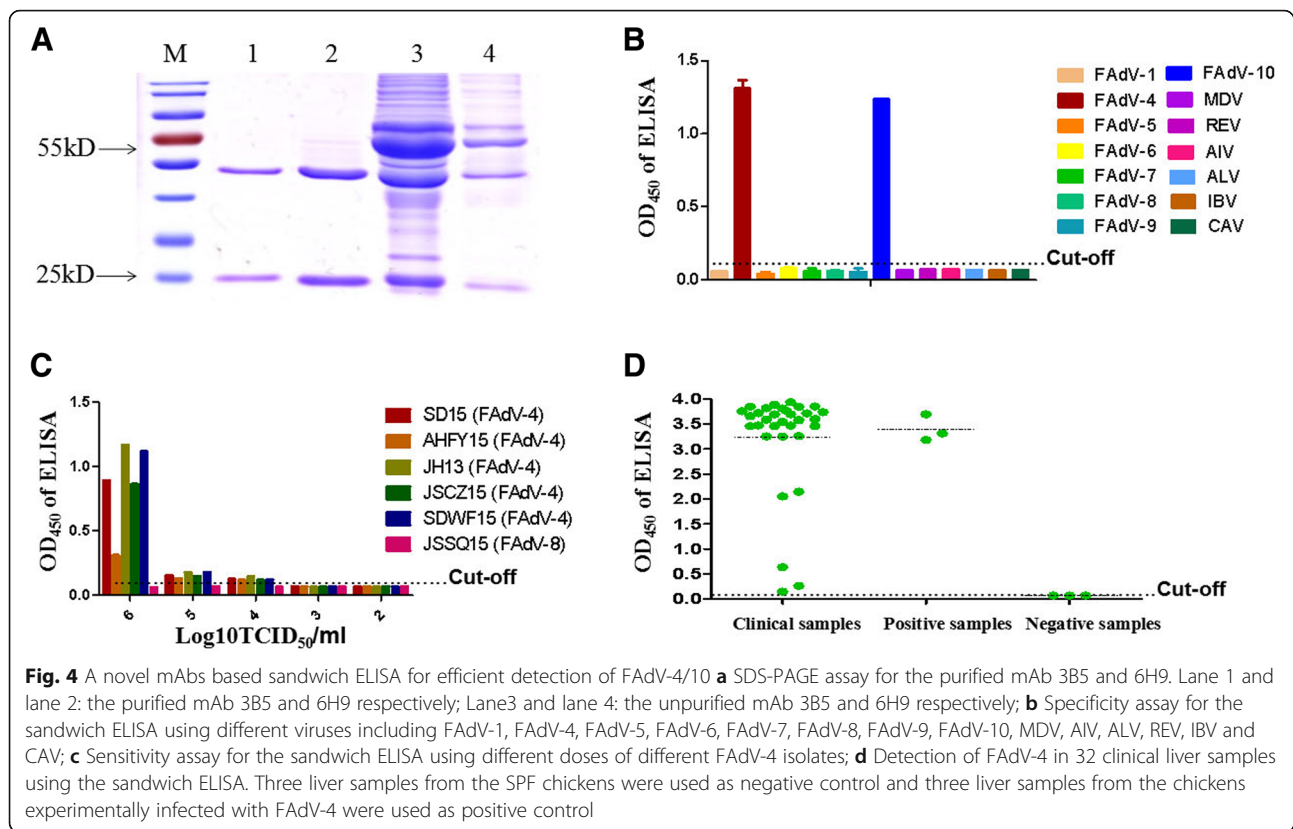 A
M 1 2 3 4
55kD
25kD
B
OD450 of ELISA
1.5
1.0
0.5
0.0
Cut-off
FAdV-1
FAdV-4
FAdV-5
FAdV-6
FAdV-7
FAdV-8
FAdV-9
FAdV-10
MDV
REV
AIV
ALV
IBV
CAV
C
OD450 of ELISA
1.5
1.0
0.5
0.0
6 5 4 3 2
Log10TCID50/ml
Cut-off
SD15 (FAdV-4)
AHFY15 (FAdV-4)
JH13 (FAdV-4)
JSCZ15 (FAdV-4)
SDWF15 (FAdV-4)
JSSQ15 (FAdV-8)
D
OD450 of ELISA
4.0
3.5
3.0
2.5
2.0
1.5
1.0
0.5
0.0
Cut-off
Clinical samples Positive samples Negative samples
Fig. 4 A novel mAbs based sandwich ELISA for efficient detection of FAdV-4/10 a SDS-PAGE assay for the purified mAb 3B5 and 6H9. Lane 1 and
lane 2: the purified mAb 3B5 and 6H9 respectively; Lane3 and lane 4: the unpurified mAb 3B5 and 6H9 respectively; b Specificity assay for the
sandwich ELISA using different viruses including FAdV-1, FAdV-4, FAdV-5, FAdV-6, FAdV-7, FAdV-8, FAdV-9, FAdV-10, MDV, AIV, ALV, REV, IBV and
CAV; c Sensitivity assay for the sandwich ELISA using different doses of different FAdV-4 isolates; d Detection of FAdV-4 in 32 clinical liver samples
using the sandwich ELISA. Three liver samples from the SPF chickens were used as negative control and three liver samples from the chickens
experimentally infected with FAdV-4 were used as positive control